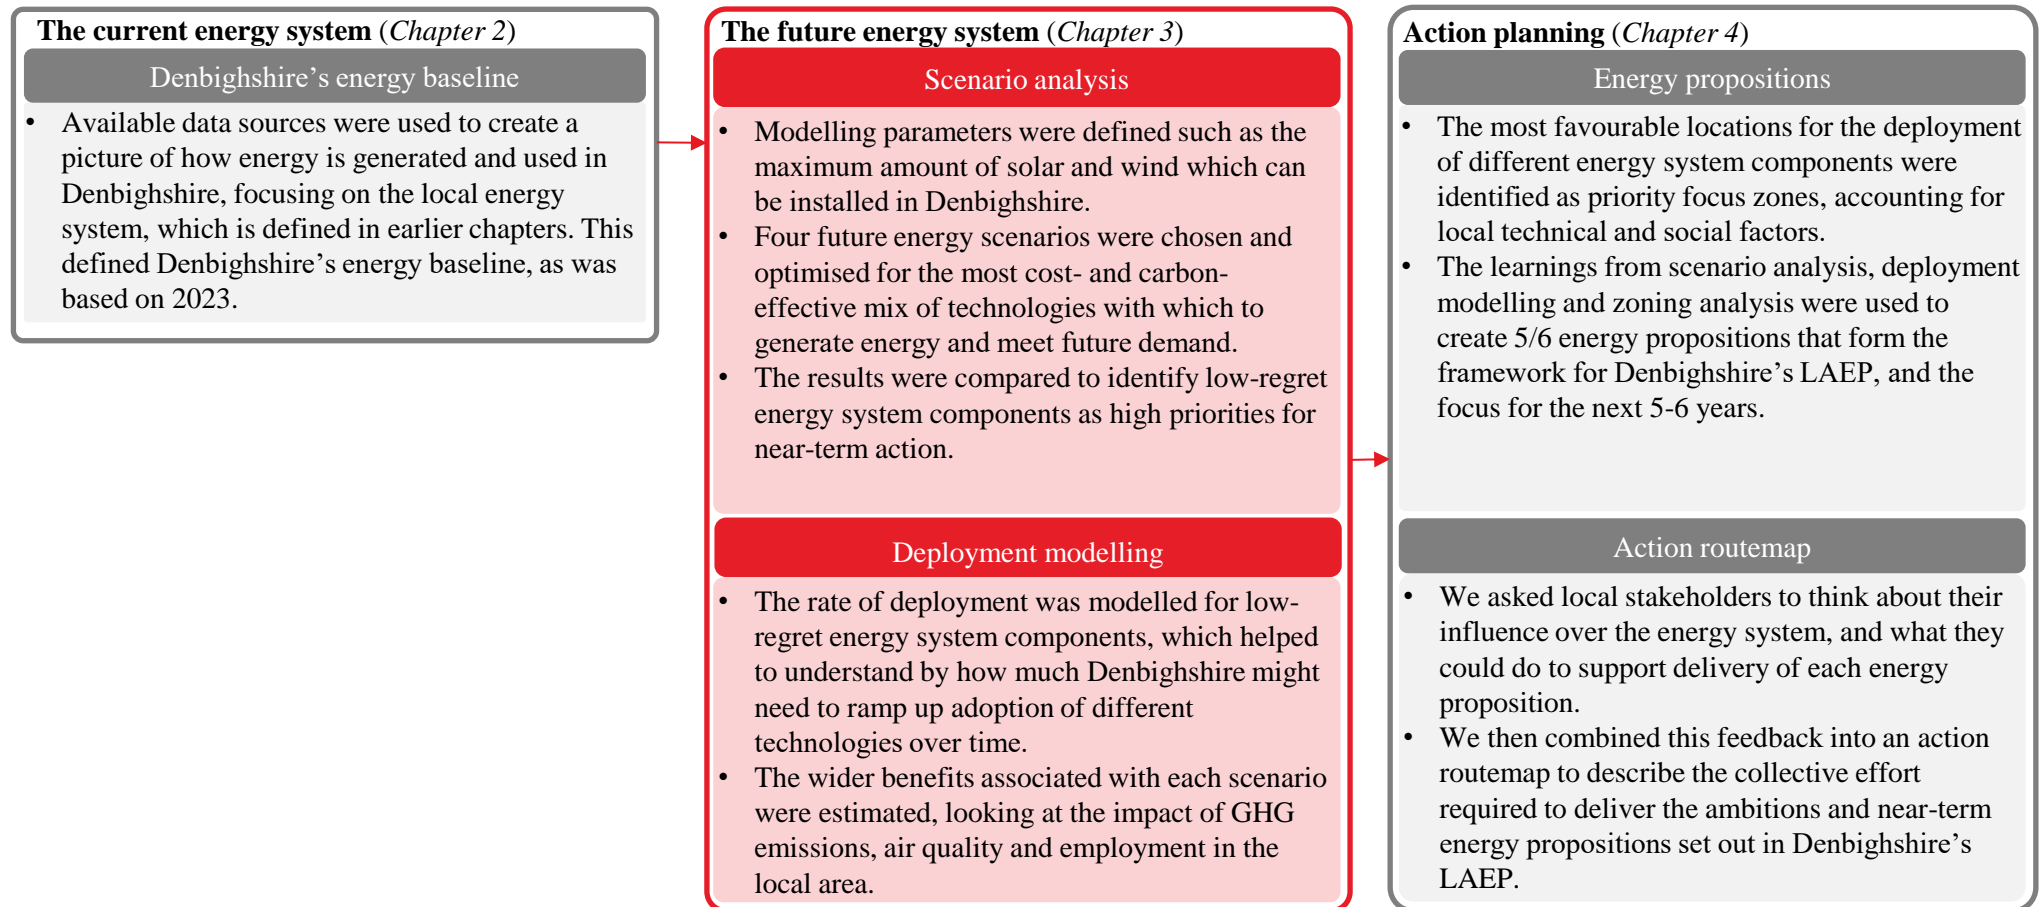 The current energy system (Chapter 2)
Denbighshire’s energy baseline
• Available data sources were used to create a
picture of how energy is generated and used in
Denbighshire, focusing on the local energy
system, which is defined in earlier chapters. This
defined Denbighshire’s energy baseline, as was
based on 2023.
The future energy system (Chapter 3)
Scenario analysis
• Modelling parameters were defined such as the
maximum amount of solar and wind which can
be installed in Denbighshire.
• Four future energy scenarios were chosen and
optimised for the most cost- and carbon-
effective mix of technologies with which to
generate energy and meet future demand.
• The results were compared to identify low-regret
energy system components as high priorities for
near-term action.
Deployment modelling
• The rate of deployment was modelled for low-
regret energy system components, which helped
to understand by how much Denbighshire might
need to ramp up adoption of different
technologies over time.
• The wider benefits associated with each scenario
were estimated, looking at the impact of GHG
emissions, air quality and employment in the
local area.
Action planning (Chapter 4)
Energy propositions
• The most favourable locations for the deployment
of different energy system components were
identified as priority focus zones, accounting for
local technical and social factors.
• The learnings from scenario analysis, deployment
modelling and zoning analysis were used to
create 5/6 energy propositions that form the
framework for Denbighshire’s LAEP, and the
focus for the next 5-6 years.
Action routemap
• We asked local stakeholders to think about their
influence over the energy system, and what they
could do to support delivery of each energy
proposition.
• We then combined this feedback into an action
routemap to describe the collective effort
required to deliver the ambitions and near-term
energy propositions set out in Denbighshire’s
LAEP.